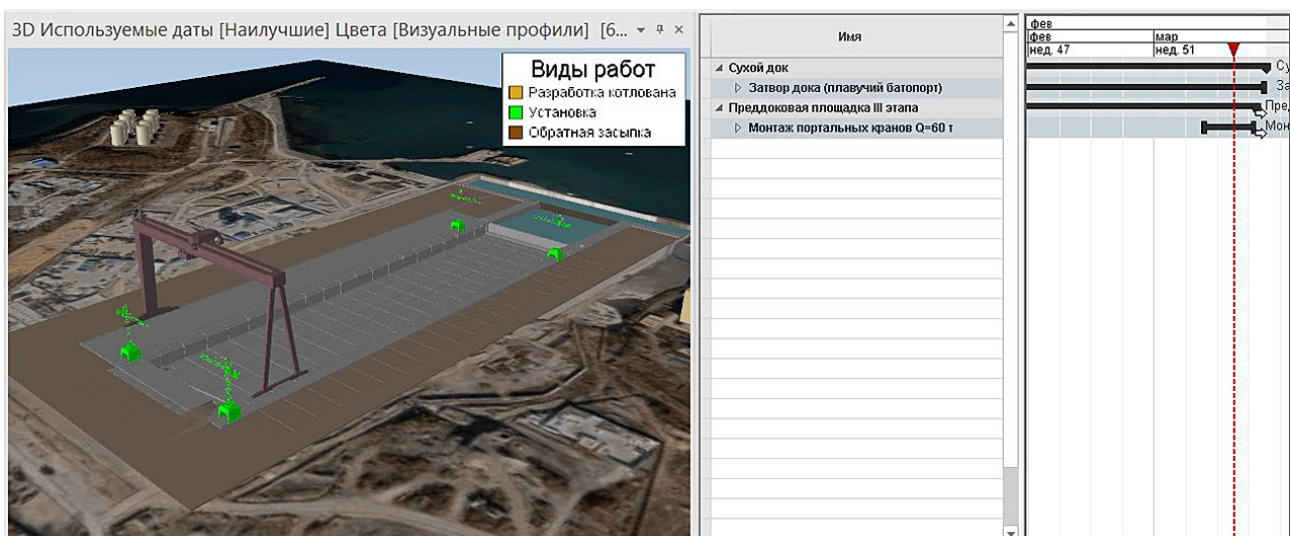 3D Используемые даты [Наилучшие] Цвета [Визуальные профили] [6...
Виды работ
Разработка котлована
Установка
Обратная засыпка
Имя
Сухой док
Затвор дока (плавучий батопорт)
Преддоковая площадка III этапа
Монтаж портальных кранов Q=60 т
фев
фев мар
нед. 47 нед. 51
Су
За
Пред
Мон